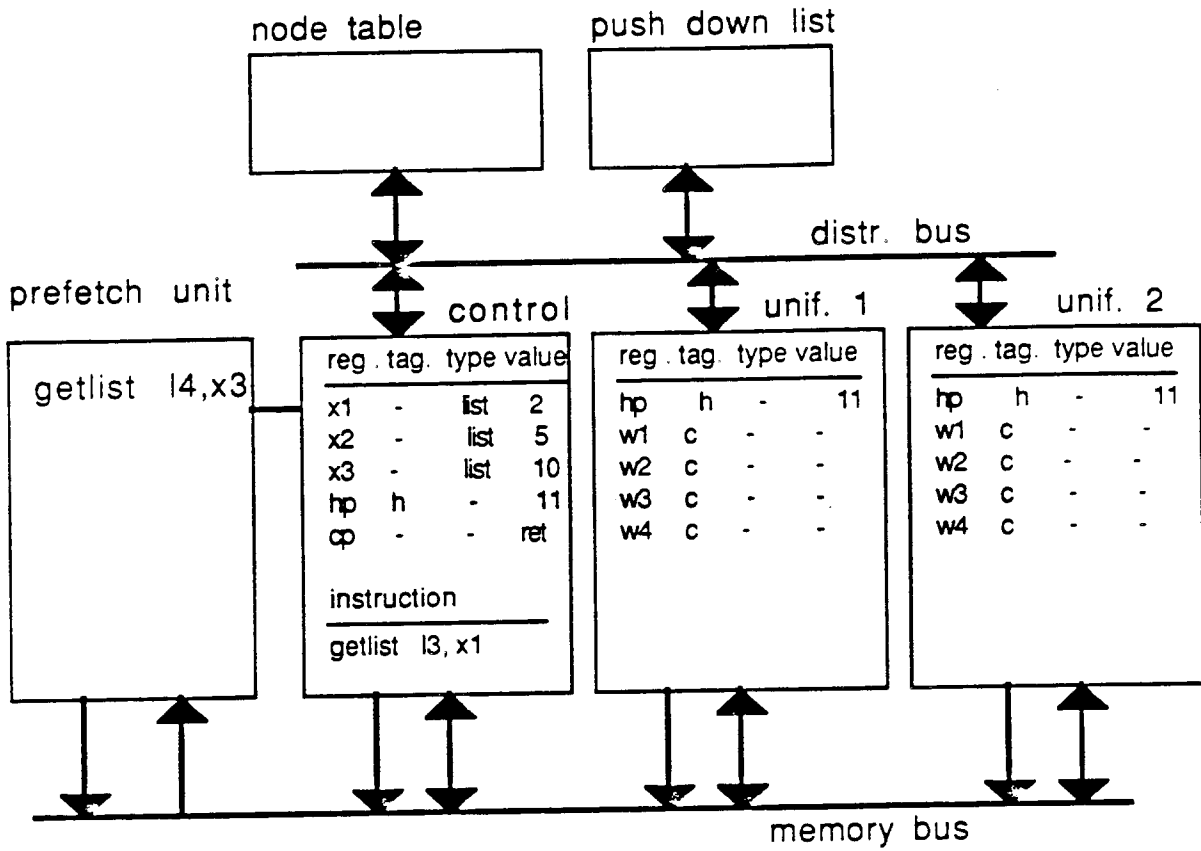 node table
push down list
distr. bus
prefetch unit
control
unif. 1
unif. 2
getlist l4,x3
reg . tag. type value
x1 - list 2
x2 - list 5
x3 - list 10
hp h - 11
cp - - ret
instruction
getlist l3, x1
reg . tag. type value
hp h - 11
w1 c - -
w2 c - -
w3 c - -
w4 c - -
reg . tag. type value
hp h - 11
w1 c - -
w2 c - -
w3 c - -
w4 c - -
memory bus